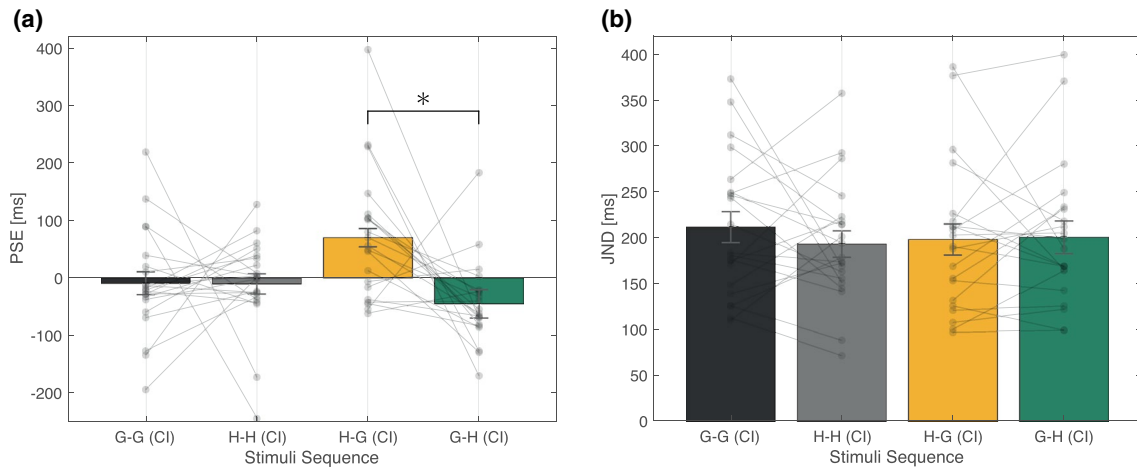 (a)
400
300
200
100
0
-100
-200
PSE [ms]
*
G-G (CI) H-H (CI) H-G (CI) G-H (CI)
Stimuli Sequence
(b)
400
350
300
250
200
150
100
50
0
JND [ms]
G-G (CI) H-H (CI) H-G (CI) G-H (CI)
Stimuli Sequence